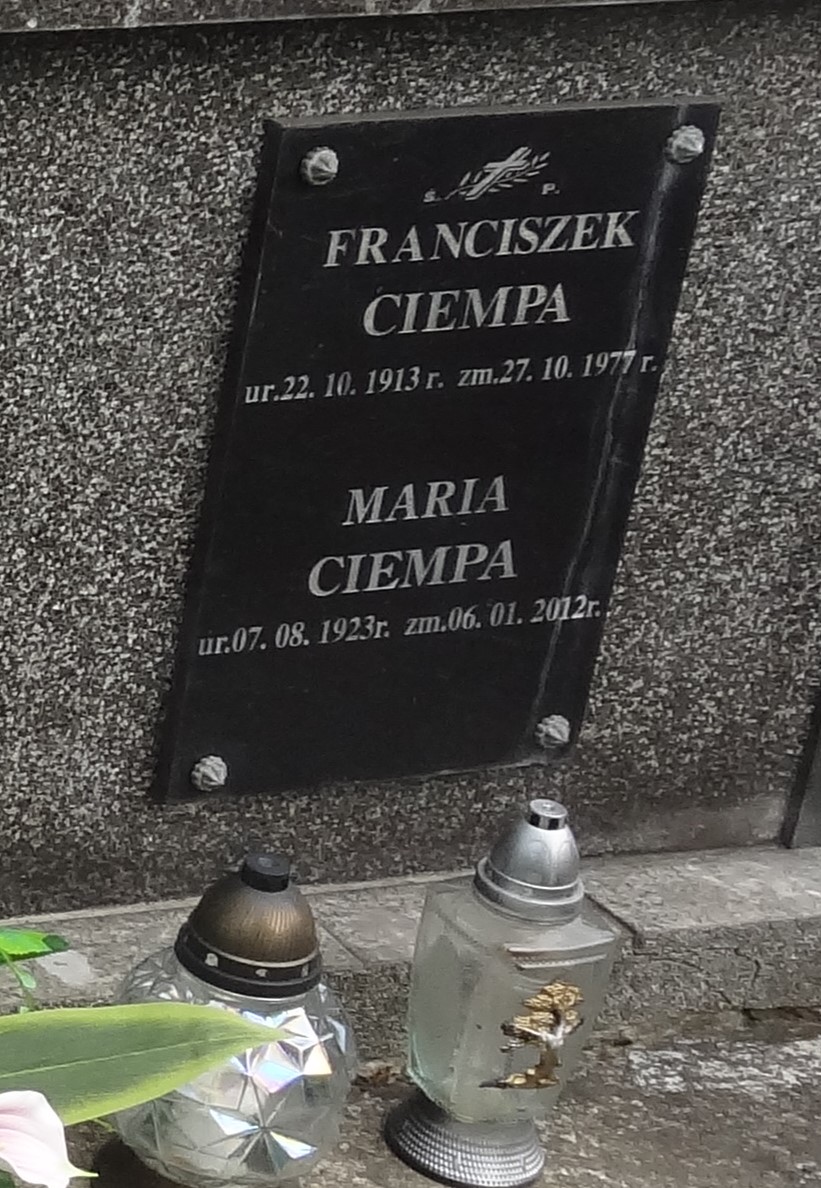 Ś. P.
FRANCISZEK
CIEMPA
ur.22. 10. 1913 r. zm.27. 10. 1977 r.
MARIA
CIEMPA
ur.07. 08. 1923r. zm.06. 01. 2012r.